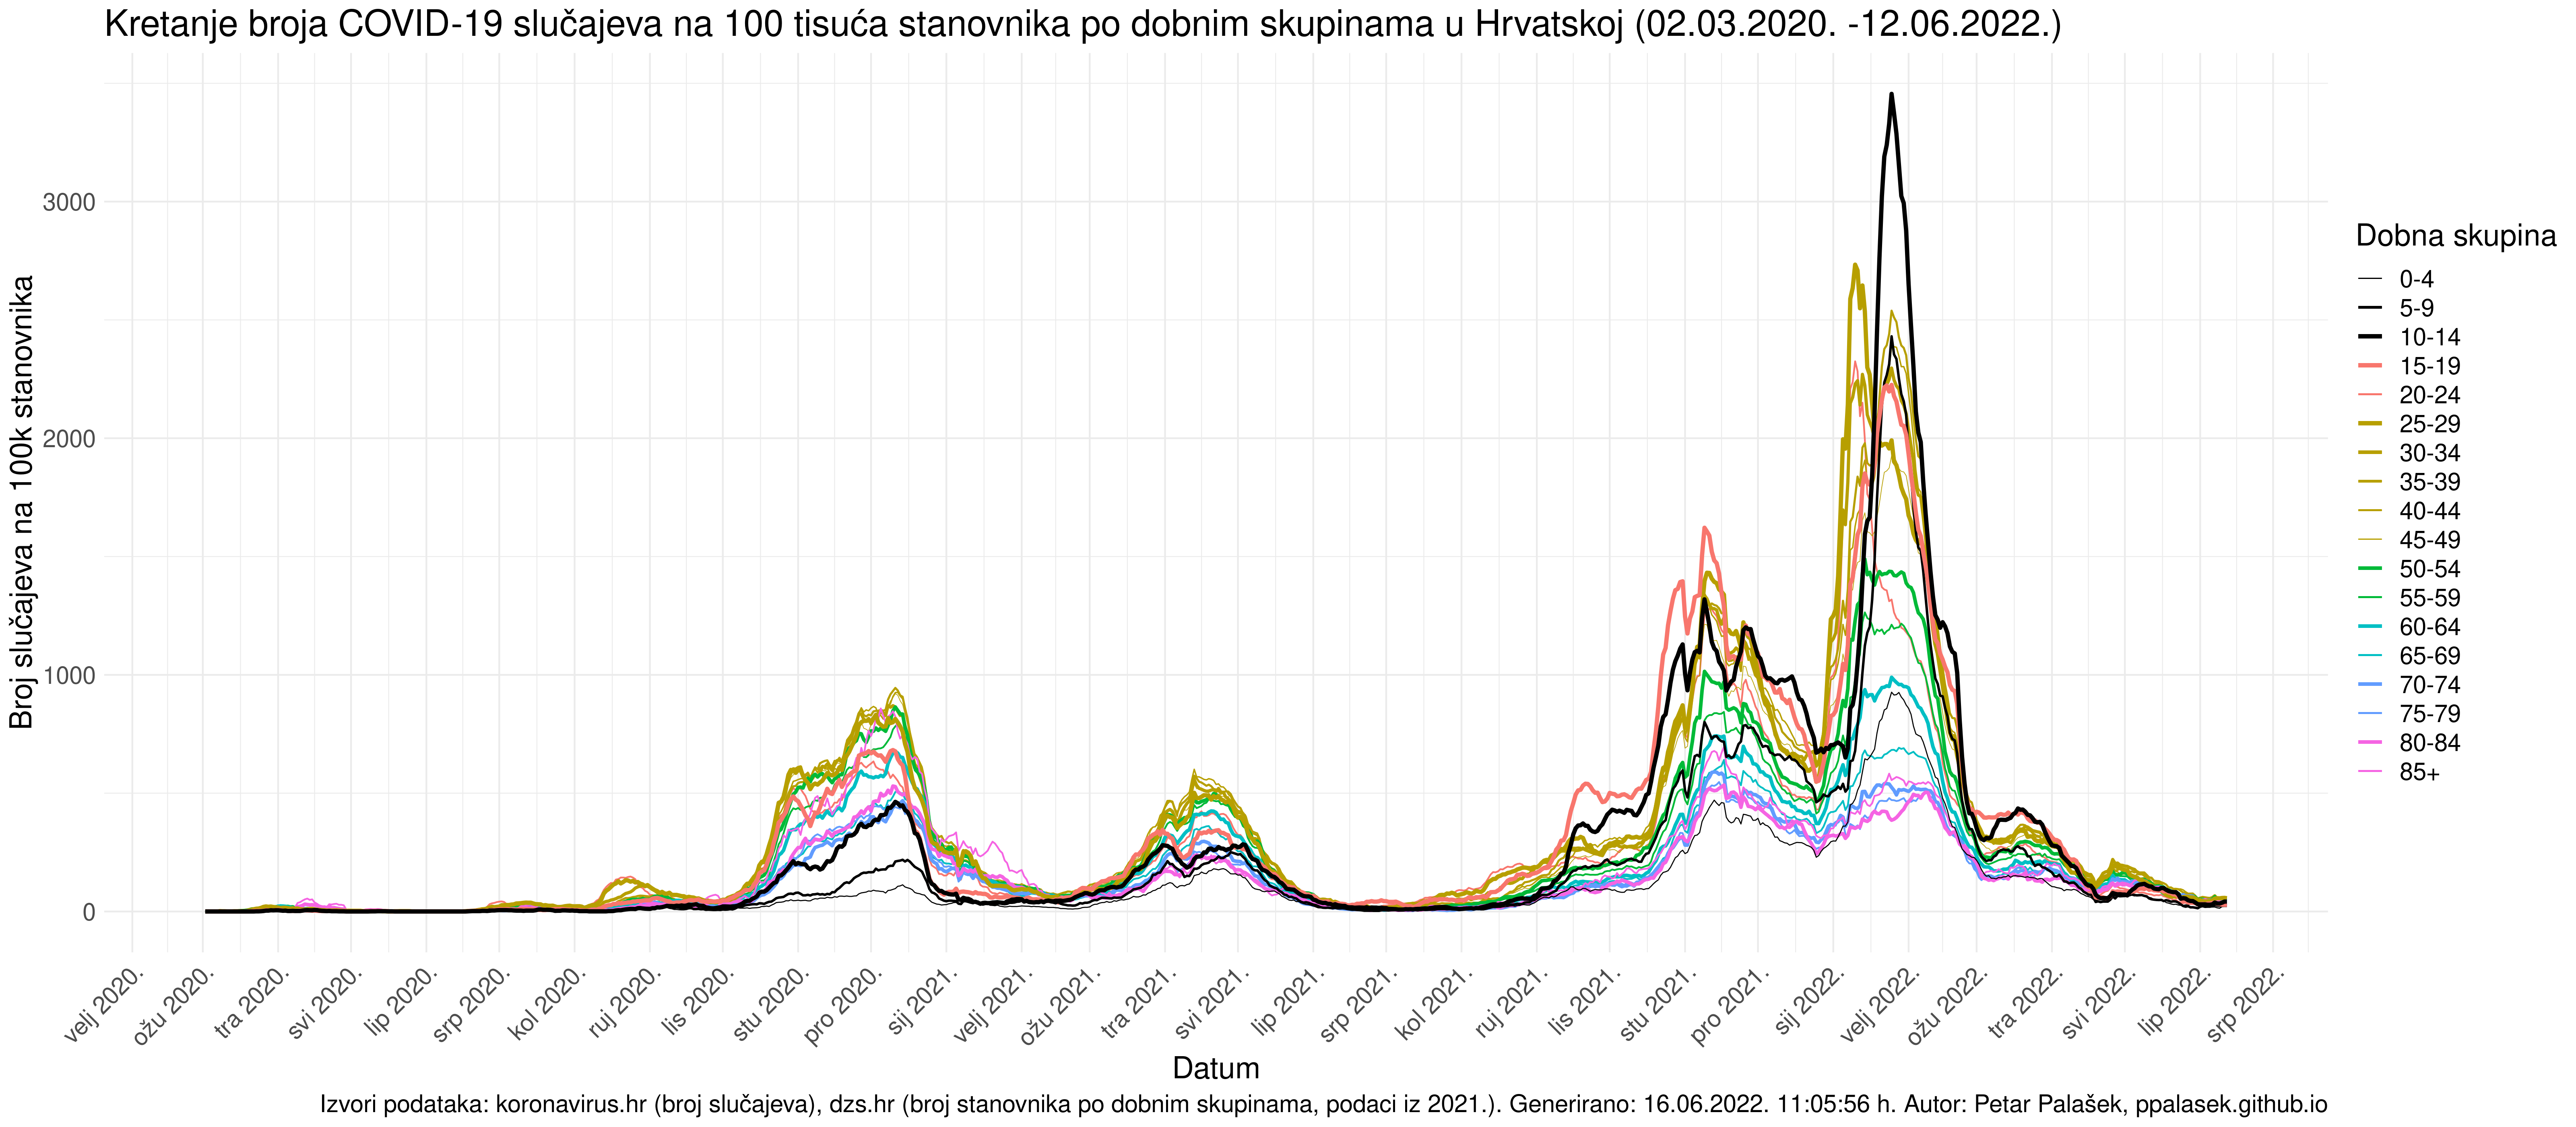 Kretanje broja COVID-19 slučajeva na 100 tisuća stanovnika po dobnim skupinama u Hrvatskoj (02.03.2020. -12.06.2022.)
Broj slučajeva na 100k stanovnika
3000
2000
1000
0
velj 2020.
ožu 2020.
tra 2020.
svi 2020.
lip 2020.
srp 2020.
kol 2020.
ruj 2020.
lis 2020.
stu 2020.
pro 2020.
sij 2021.
velj 2021.
ožu 2021.
tra 2021.
svi 2021.
lip 2021.
srp 2021.
kol 2021.
ruj 2021.
lis 2021.
stu 2021.
pro 2021.
sij 2022.
velj 2022.
ožu 2022.
tra 2022.
svi 2022.
lip 2022.
srp 2022.
Datum
Dobna skupina
0-4
5-9
10-14
15-19
20-24
25-29
30-34
35-39
40-44
45-49
50-54
55-59
60-64
65-69
70-74
75-79
80-84
85+
Izvori podataka: koronavirus.hr (broj slučajeva), dzs.hr (broj stanovnika po dobnim skupinama, podaci iz 2021.). Generirano: 16.06.2022. 11:05:56 h. Autor: Petar Palašek, ppalasek.github.io